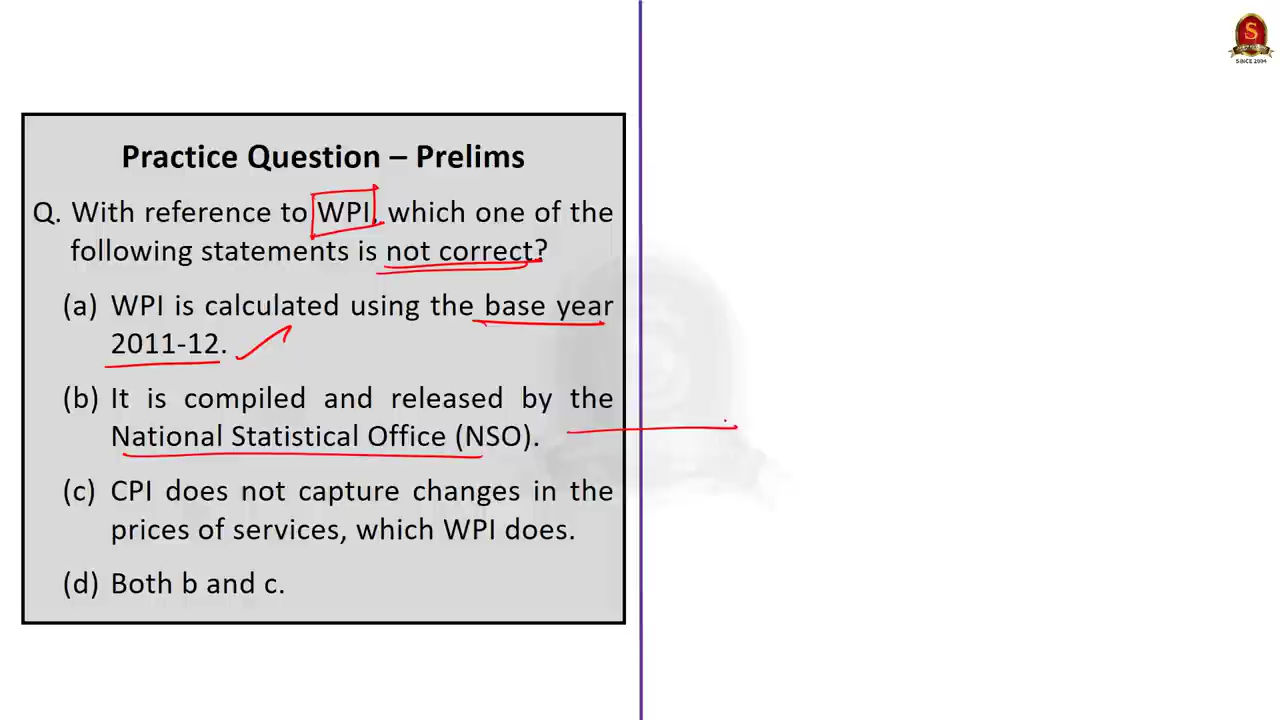 S
SINCE 2004
Practice Question – Prelims
Q. With reference to WPI, which one of the
following statements is not correct?
(a) WPI is calculated using the base year
2011-12.
(b) It is compiled and released by the
National Statistical Office (NSO).
(c) CPI does not capture changes in the
prices of services, which WPI does.
(d) Both b and c.